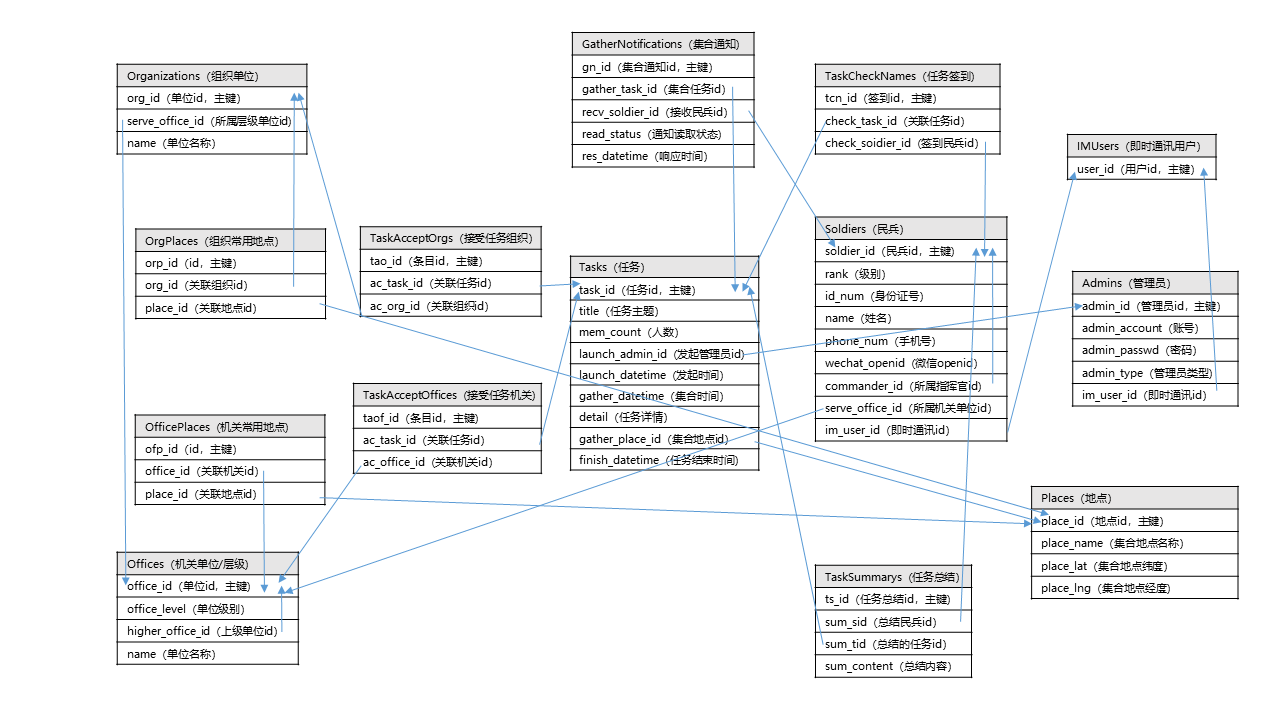 Organizations（组织单位）
org_id（单位id，主键）
serve_office_id（所属层级单位id）
name（单位名称）
GatherNotifications（集合通知）
gn_id（集合通知id，主键）
gather_task_id（集合任务id）
recv_soldier_id（接收民兵id）
read_status（通知读取状态）
res_datetime（响应时间）
TaskCheckNames（任务签到）
tcn_id（签到id，主键）
check_task_id（关联任务id）
check_soidier_id（签到民兵id）
IMUsers（即时通讯用户）
user_id（用户id，主键）
OrgPlaces（组织常用地点）
orp_id（id，主键）
org_id（关联组织id）
place_id（关联地点id）
TaskAcceptOrgs（接受任务组织）
tao_id（条目id，主键）
ac_task_id（关联任务id）
ac_org_id（关联组织id）
Tasks（任务）
task_id（任务id，主键）
title（任务主题）
mem_count（人数）
launch_admin_id（发起管理员id）
launch_datetime（发起时间）
gather_datetime（集合时间）
detail（任务详情）
gather_place_id（集合地点id）
finish_datetime（任务结束时间）
Soldiers（民兵）
soldier_id（民兵id，主键）
rank（级别）
id_num（身份证号）
name（姓名）
phone_num（手机号）
wechat_openid（微信openid）
commander_id（所属指挥官id）
serve_office_id（所属机关单位id）
im_user_id（即时通讯id）
Admins（管理员）
admin_id（管理员id，主键）
admin_account（账号）
admin_passwd（密码）
admin_type（管理员类型）
im_user_id（即时通讯id）
TaskAcceptOffices（接受任务机关）
taof_id（条目id，主键）
ac_task_id（关联任务id）
ac_office_id（关联机关id）
OfficePlaces（机关常用地点）
ofp_id（id，主键）
office_id（关联机关id）
place_id（关联地点id）
Places（地点）
place_id（地点id，主键）
place_name（集合地点名称）
place_lat（集合地点纬度）
place_lng（集合地点经度）
Offices（机关单位/层级）
office_id（单位id，主键）
office_level（单位级别）
higher_office_id（上级单位id）
name（单位名称）
TaskSummarys（任务总结）
ts_id（任务总结id，主键）
sum_sid（总结民兵id）
sum_tid（总结的任务id）
sum_content（总结内容）